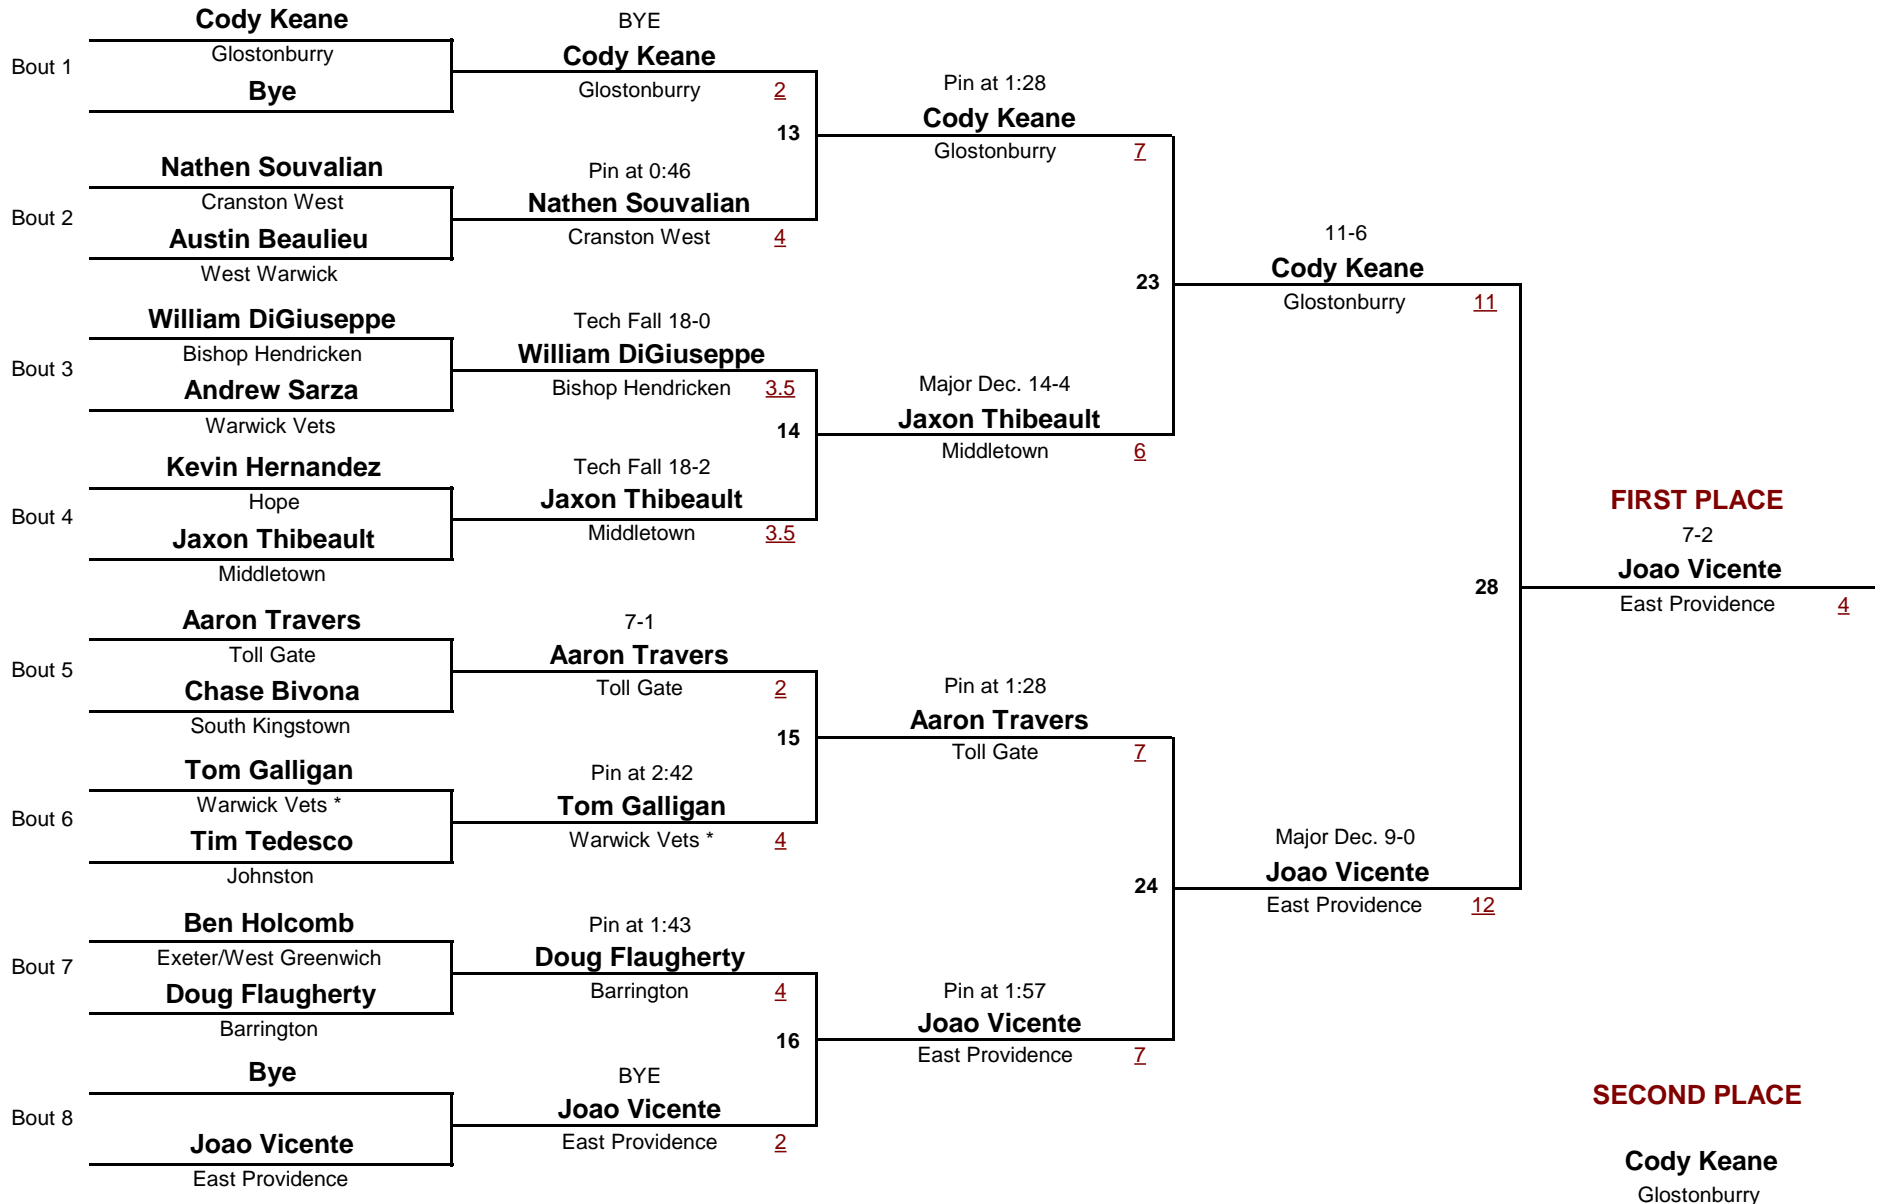 Cody Keane
Glostonburry
Bout 1
Bye
Nathen Souvalian
Cranston West
Bout 2
Austin Beaulieu
West Warwick
William DiGiuseppe
Bishop Hendricken
Bout 3
Andrew Sarza
Warwick Vets
Kevin Hernandez
Hope
Bout 4
Jaxon Thibeault
Middletown
Aaron Travers
Toll Gate
Bout 5
Chase Bivona
South Kingstown
Tom Galligan
Warwick Vets *
Bout 6
Tim Tedesco
Johnston
Ben Holcomb
Exeter/West Greenwich
Bout 7
Doug Flaugherty
Barrington
Bye
Bout 8
Joao Vicente
East Providence
BYE
Cody Keane
Glostonburry 2
13
Pin at 0:46
Nathen Souvalian
Cranston West 4
Tech Fall 18-0
William DiGiuseppe
Bishop Hendricken 3.5
14
Tech Fall 18-2
Jaxon Thibeault
Middletown 3.5
7-1
Aaron Travers
Toll Gate 2
15
Pin at 2:42
Tom Galligan
Warwick Vets * 4
Pin at 1:43
Doug Flaugherty
Barrington 4
16
BYE
Joao Vicente
East Providence 2
Pin at 1:28
Cody Keane
Glostonburry 7
23
Major Dec. 14-4
Jaxon Thibeault
Middletown 6
Pin at 1:28
Aaron Travers
Toll Gate 7
24
Pin at 1:57
Joao Vicente
East Providence 7
11-6
Cody Keane
Glostonburry 11
28
Major Dec. 9-0
Joao Vicente
East Providence 12
FIRST PLACE
7-2
Joao Vicente
East Providence 4
SECOND PLACE
Cody Keane
Glostonburry